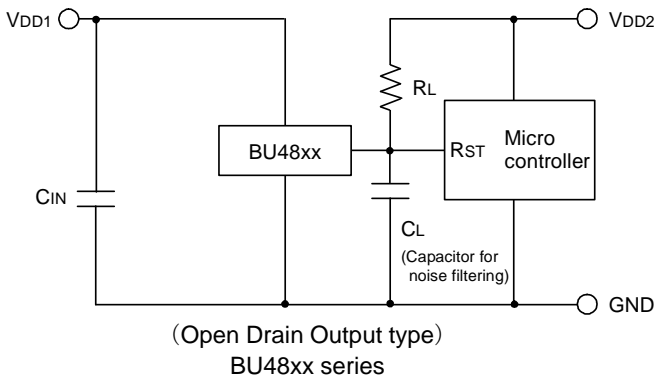 VDD1
VDD2
RL
BU48xx
RST
Micro
controller
CIN
CL
(Capacitor for
noise filtering)
GND
（Open Drain Output type）
BU48xx series